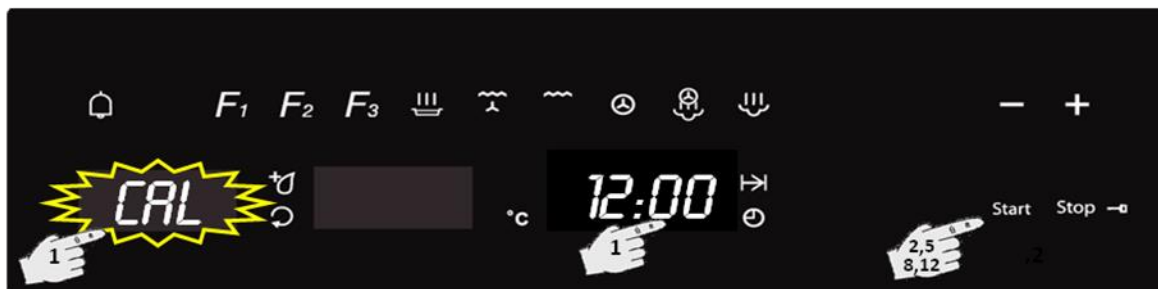 F1 F2 F3
− +
CAL
+
°C
12:00
Start Stop
1
1
2,5
8,12
,2